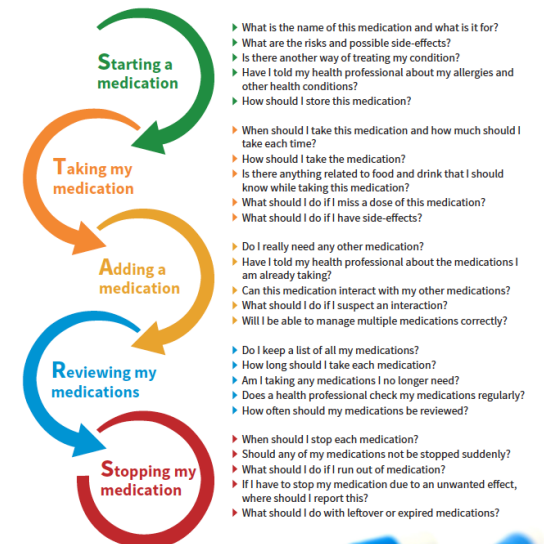 Starting a
medication
What is the name of this medication and what is it for?
What are the risks and possible side-effects?
Is there another way of treating my condition?
Have I told my health professional about my allergies and
other health conditions?
How should I store this medication?
Taking my
medication
When should I take this medication and how much should I
take each time?
How should I take the medication?
Is there anything related to food and drink that I should
know while taking this medication?
What should I do if I miss a dose of this medication?
What should I do if I have side-effects?
Adding a
medication
Do I really need any other medication?
Have I told my health professional about the medications I
am already taking?
Can this medication interact with my other medications?
What should I do if I suspect an interaction?
Will I be able to manage multiple medications correctly?
Reviewing my
medications
Do I keep a list of all my medications?
How long should I take each medication?
Am I taking any medications I no longer need?
Does a health professional check my medications regularly?
How often should my medications be reviewed?
Stopping my
medication
When should I stop each medication?
Should any of my medications not be stopped suddenly?
What should I do if I run out of medication?
If I have to stop my medication due to an unwanted effect,
where should I report this?
What should I do with leftover or expired medications?